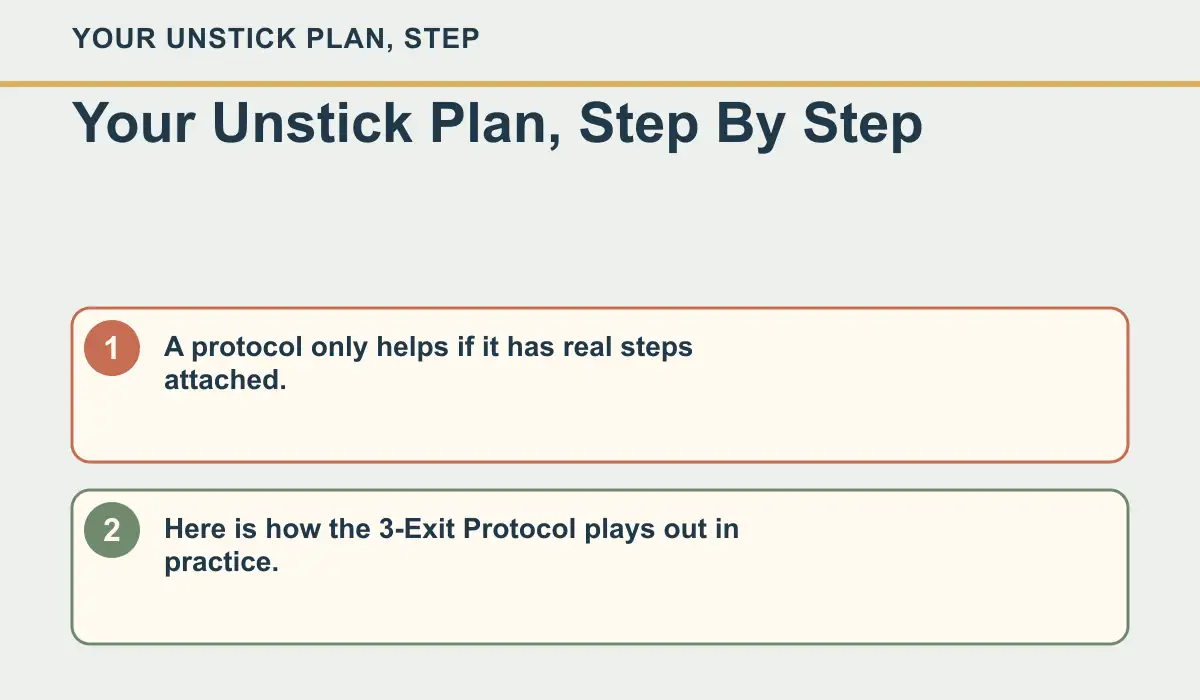 YOUR UNSTICK PLAN, STEP
Your Unstick Plan, Step By Step
1
A protocol only helps if it has real steps
attached.
2
Here is how the 3-Exit Protocol plays out in
practice.